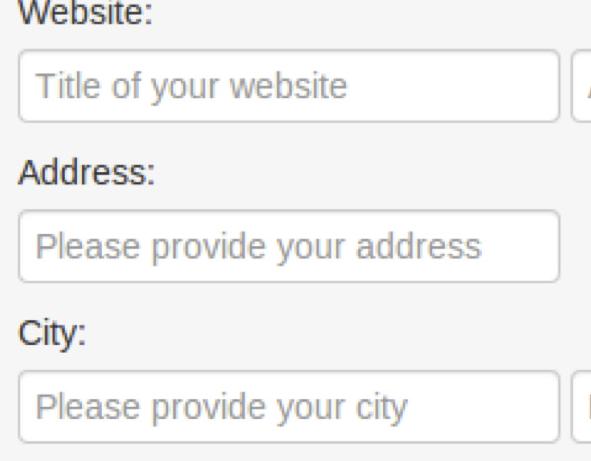 Website:
Title of your website
Address:
Please provide your address
City:
Please provide your city